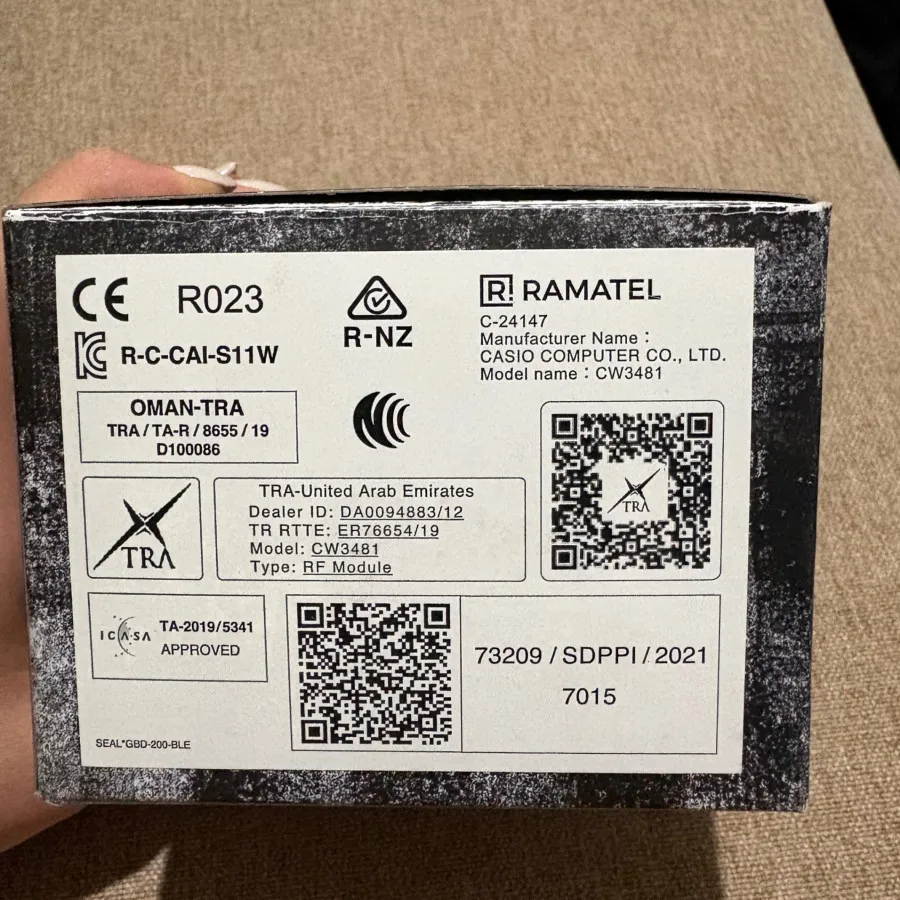 CE R023
R-NZ
R! RAMATEL
C-24147
Manufacturer Name :
CASIO COMPUTER CO., LTD.
Model name : CW3481
KC R-C-CAI-S11W
OMAN-TRA
TRA / TA-R / 8655 / 19
D100086
TRA
TRA-United Arab Emirates
Dealer ID: DA0094883/12
TR RTTE: ER76654/19
Model: CW3481
Type: RF Module
TRA
ICASA TA-2019/5341
APPROVED
73209 / SDPPI / 2021
7015
SEAL*GBD-200-BLE